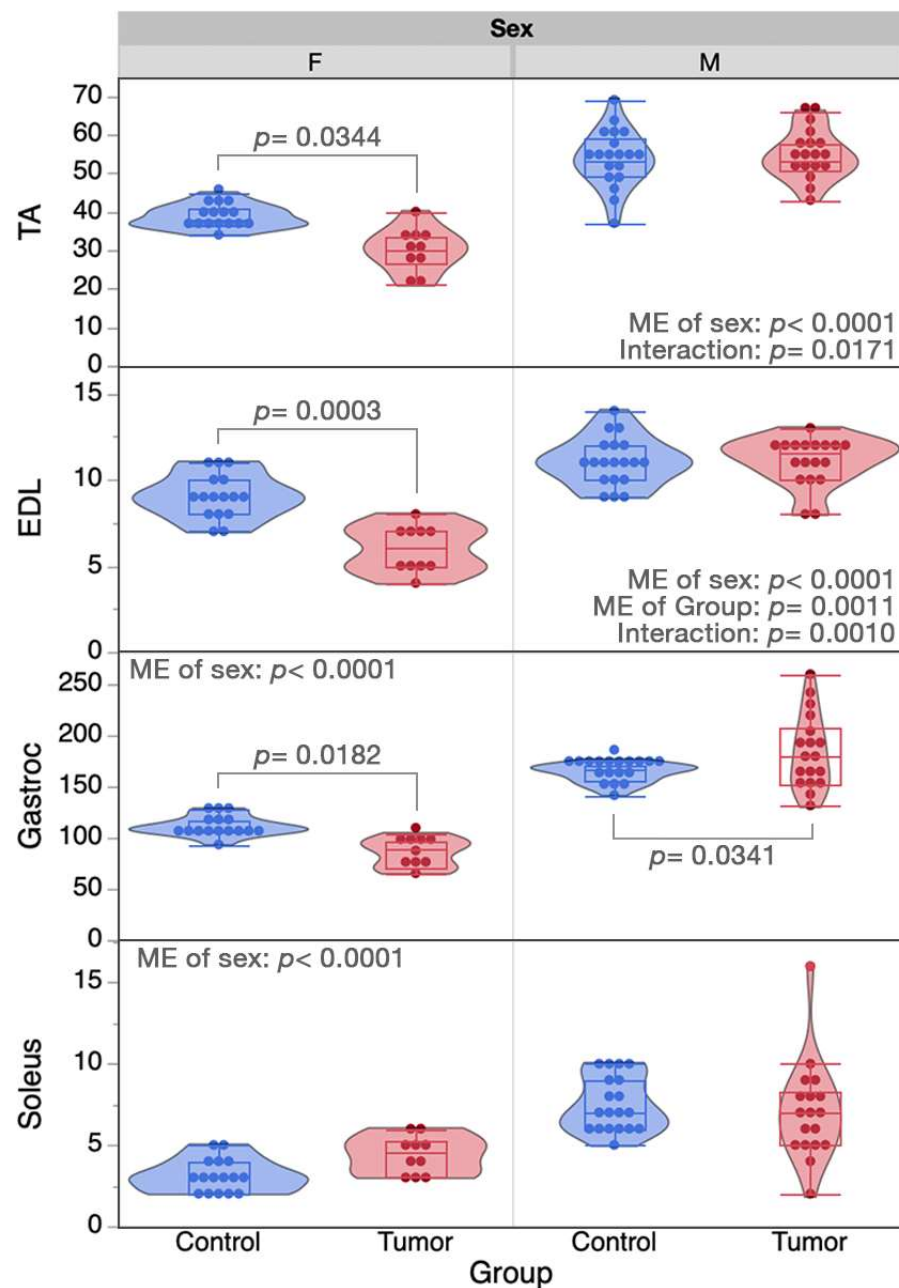 Sex
F
M
TA
70
60
50
40
30
20
10
0
p= 0.0344
ME of sex: p< 0.0001
Interaction: p= 0.0171
EDL
15
10
5
0
p= 0.0003
ME of sex: p< 0.0001
ME of Group: p= 0.0011
Interaction: p= 0.0010
Gastroc
250
200
150
100
50
0
ME of sex: p< 0.0001
p= 0.0182
p= 0.0341
Soleus
15
10
5
0
ME of sex: p< 0.0001
Control
Tumor
Control
Tumor
Group